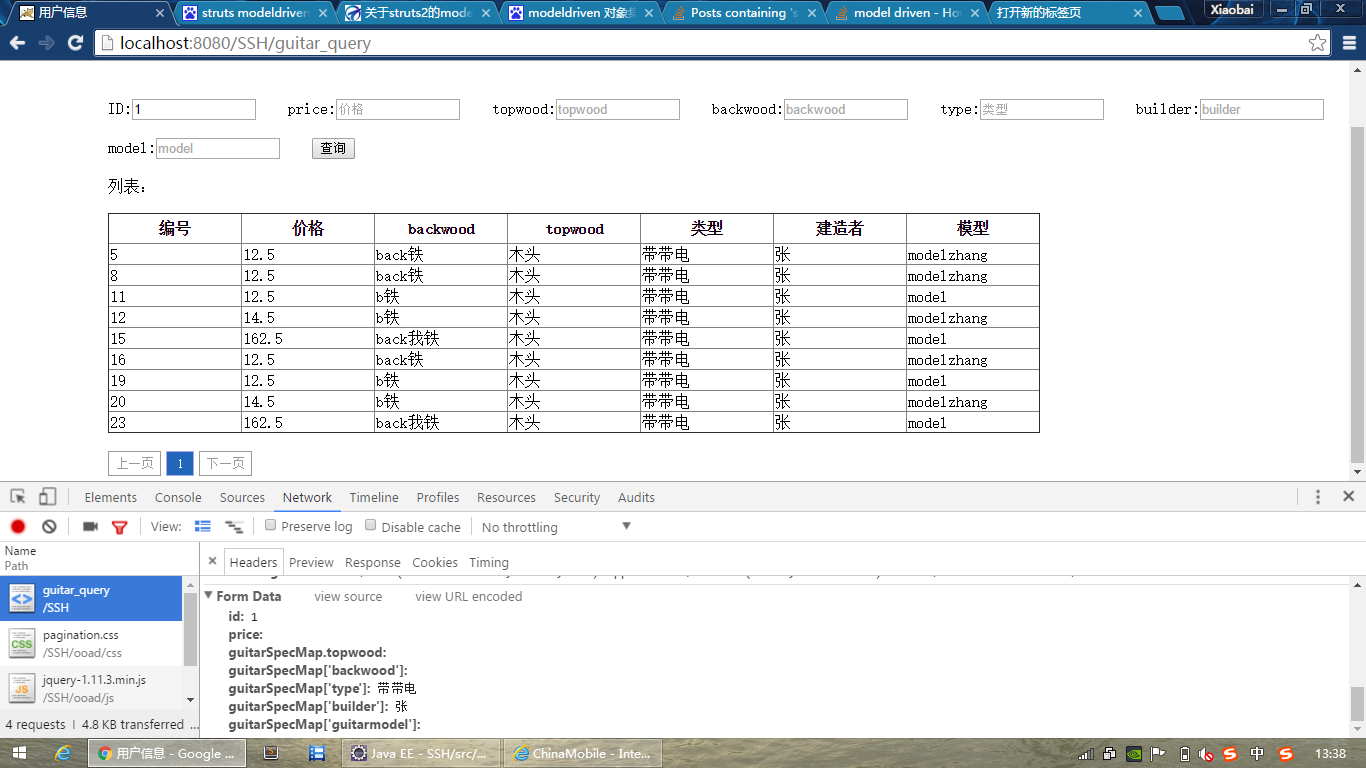 用户信息 struts modeldriven 关于struts2的mode modeldriven 对象集 Posts containing 's model driven - Ho 打开新的标签页 Xiaobai
localhost:8080/SSH/guitar_query
ID: 1 price: 价格 topwood: topwood backwood: backwood type: 类型 builder: builder
model: model 查询
列表:
编号 价格 backwood topwood 类型 建造者 模型
5 12.5 back铁 木头 带带电 张 modelzhang
8 12.5 back铁 木头 带带电 张 modelzhang
11 12.5 b铁 木头 带带电 张 model
12 14.5 b铁 木头 带带电 张 modelzhang
15 162.5 back我铁 木头 带带电 张 model
16 12.5 back铁 木头 带带电 张 modelzhang
19 12.5 b铁 木头 带带电 张 model
20 14.5 b铁 木头 带带电 张 modelzhang
23 162.5 back我铁 木头 带带电 张 model
上一页 1 下一页
Elements Console Sources Network Timeline Profiles Resources Security Audits
View: Preserve log Disable cache No throttling
Name
Path
Headers Preview Response Cookies Timing
guitar_query
/SSH
pagination.css
/SSH/ooad/css
jquery-1.11.3.min.js
/SSH/ooad/js
4 requests | 4.8 KB transferred ...
Form Data view source view URL encoded
id: 1
price:
guitarSpecMap.topwood:
guitarSpecMap['backwood']:
guitarSpecMap['type']: 带带电
guitarSpecMap['builder']: 张
guitarSpecMap['guitarmodel']:
用户信息 - Google ... Java EE - SSH/src/... ChinaMobile - Inte... 中 13:38